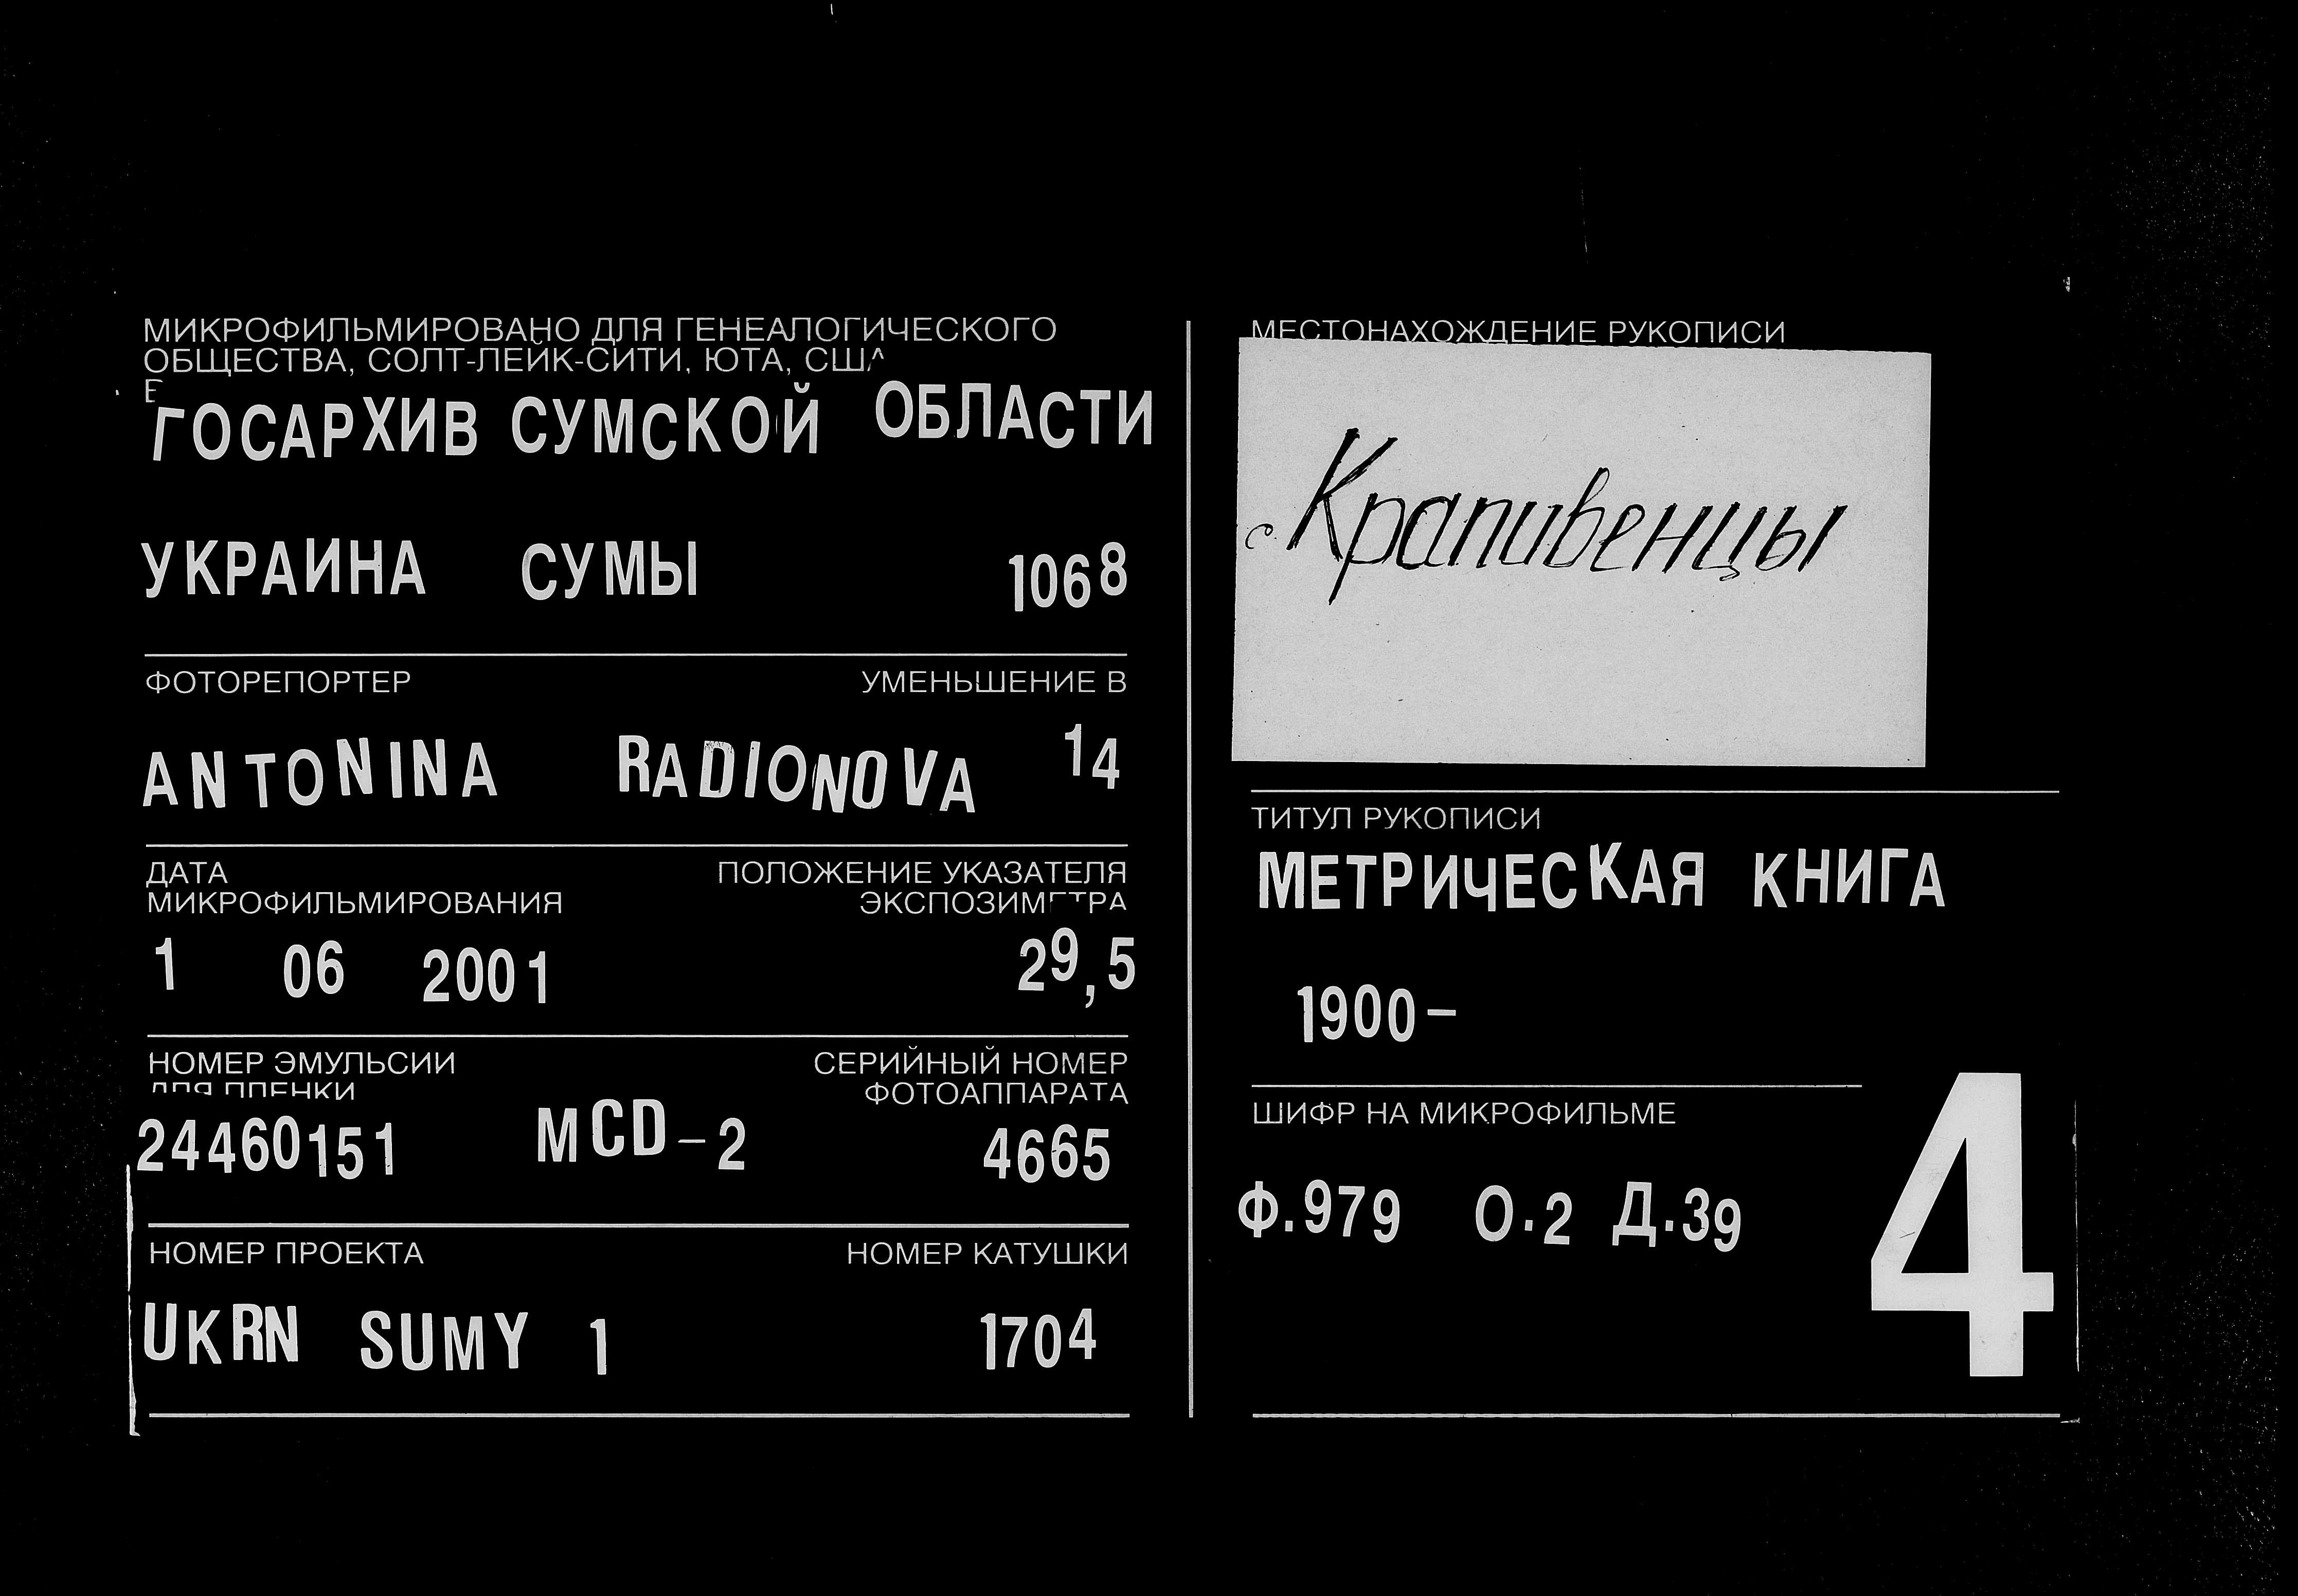 МИКРОФИЛЬМИРОВАНО ДЛЯ ГЕНЕАЛОГИЧЕСКОГО
ОБЩЕСТВА, СОЛТ-ЛЕЙК-СИТИ, ЮТА, США
В
ГОСАРХИВ СУМСКОЙ ОБЛАСТИ
УКРАИНА СУМЫ 1068
ФОТОРЕПОРТЕР УМЕНЬШЕНИЕ В
ANTONINA RADIONOVA 14
ДАТА ПОЛОЖЕНИЕ УКАЗАТЕЛЯ
МИКРОФИЛЬМИРОВАНИЯ ЭКСПОЗИМЕТРА
1 06 2001 29,5
НОМЕР ЭМУЛЬСИИ СЕРИЙНЫЙ НОМЕР
ДЛЯ ПЛЕНКИ ФОТОАППАРАТА
24460151 MCD-2 4665
НОМЕР ПРОЕКТА НОМЕР КАТУШКИ
UKRN SUMY 1 1704
МЕСТОНАХОЖДЕНИЕ РУКОПИСИ
с. Крапивенцы
ТИТУЛ РУКОПИСИ
МЕТРИЧЕСКАЯ КНИГА
1900-
ШИФР НА МИКРОФИЛЬМЕ
Ф.979 О.2 Д.39
4